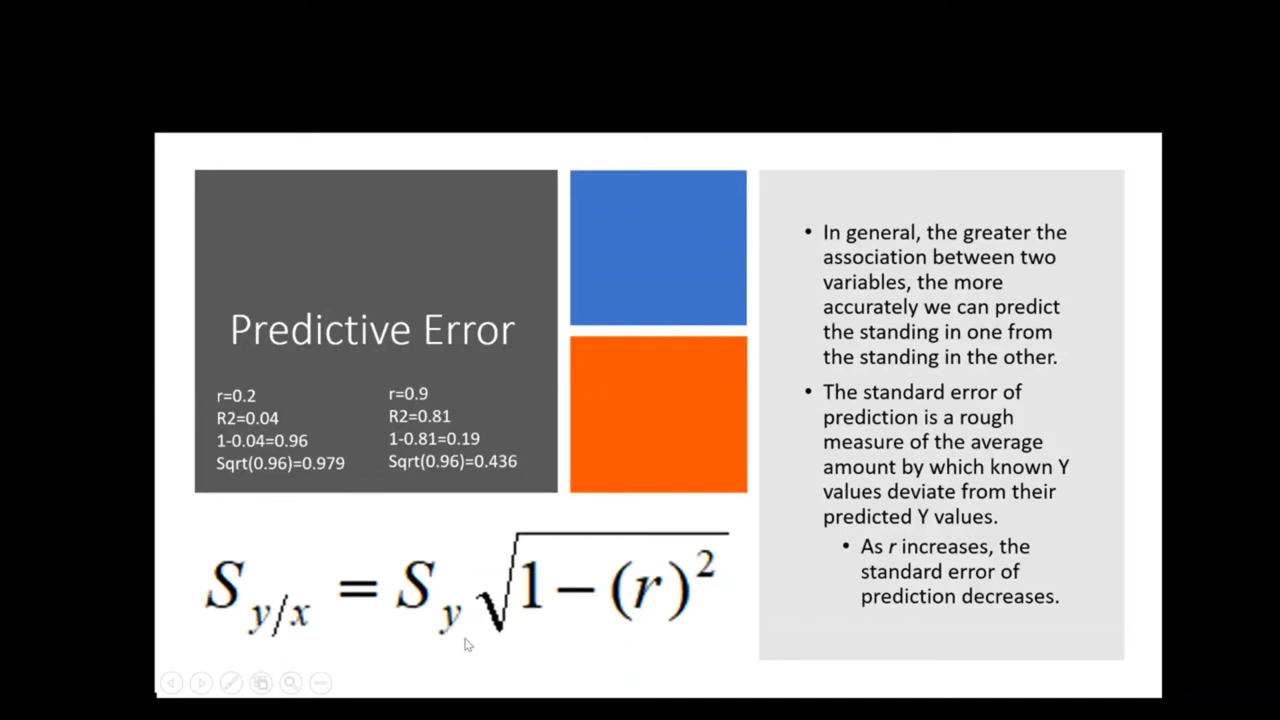 Predictive Error
r=0.2
R2=0.04
1-0.04=0.96
Sqrt(0.96)=0.979
r=0.9
R2=0.81
1-0.81=0.19
Sqrt(0.96)=0.436
S_{y/x} = S_y √(1 − (r)^2)
• In general, the greater the
association between two
variables, the more
accurately we can predict
the standing in one from
the standing in the other.
• The standard error of
prediction is a rough
measure of the average
amount by which known Y
values deviate from their
predicted Y values.
• As r increases, the
standard error of
prediction decreases.